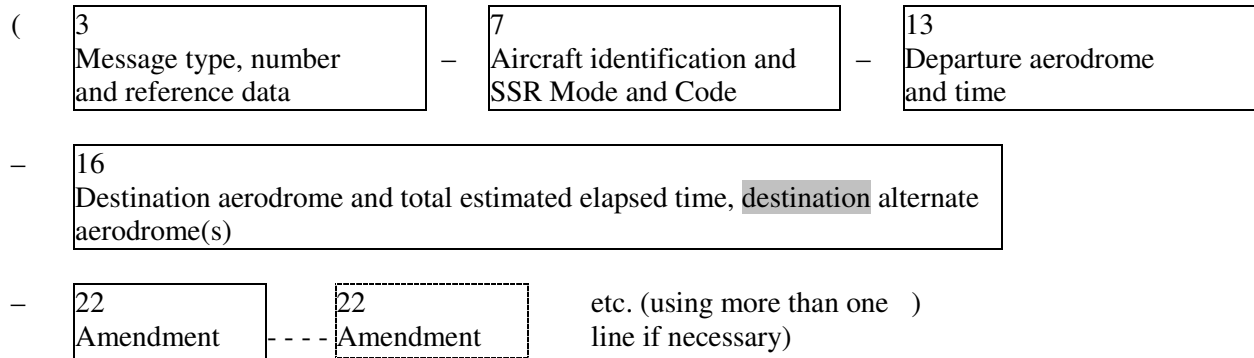 ( 3 7 13
Message type, number – Aircraft identification and – Departure aerodrome
and reference data SSR Mode and Code and time
– 16
Destination aerodrome and total estimated elapsed time, destination alternate
aerodrome(s)
– 22 22 etc. (using more than one )
Amendment - - - - Amendment line if necessary)